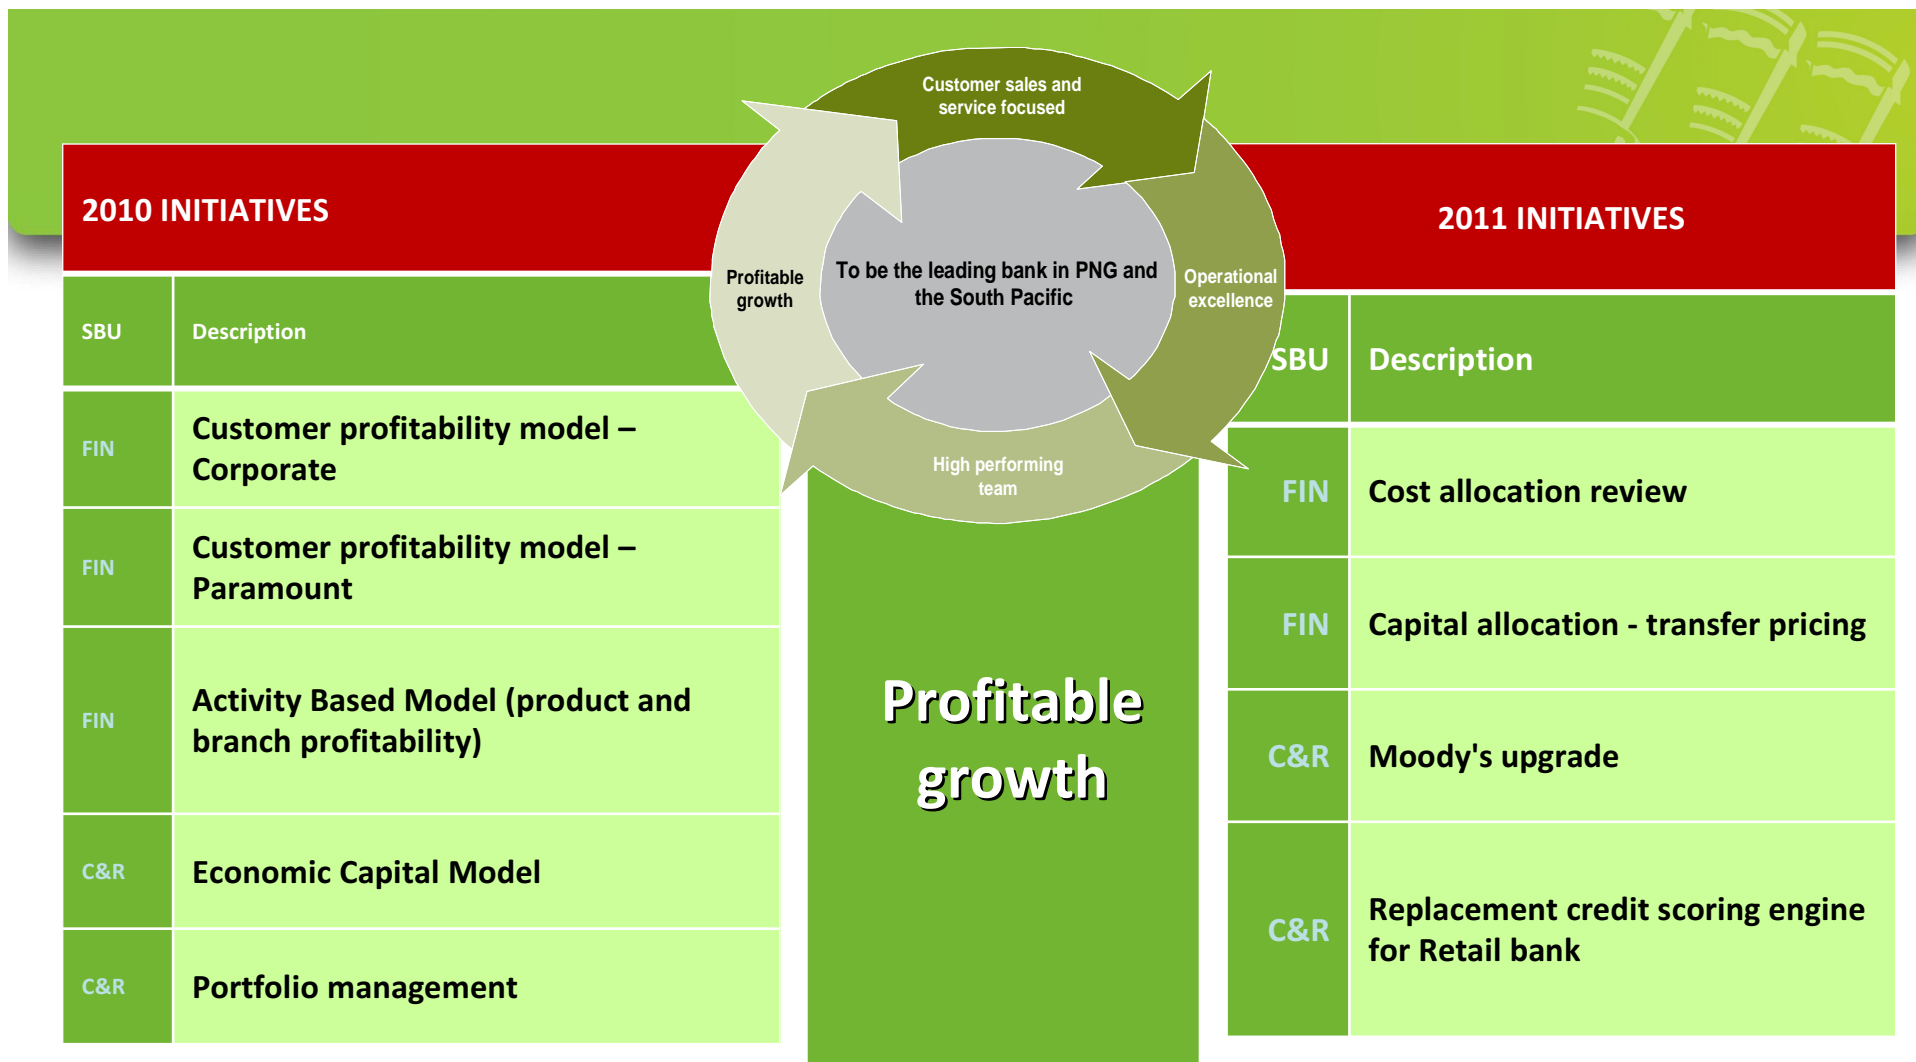 Customer sales and
service focused
Profitable
growth
To be the leading bank in PNG and
the South Pacific
Operational
excellence
High performing
team
2010 INITIATIVES
SBU Description
FIN Customer profitability model –
Corporate
FIN Customer profitability model –
Paramount
FIN Activity Based Model (product and
branch profitability)
C&R Economic Capital Model
C&R Portfolio management
Profitable
growth
2011 INITIATIVES
SBU Description
FIN Cost allocation review
FIN Capital allocation - transfer pricing
C&R Moody's upgrade
C&R Replacement credit scoring engine
for Retail bank